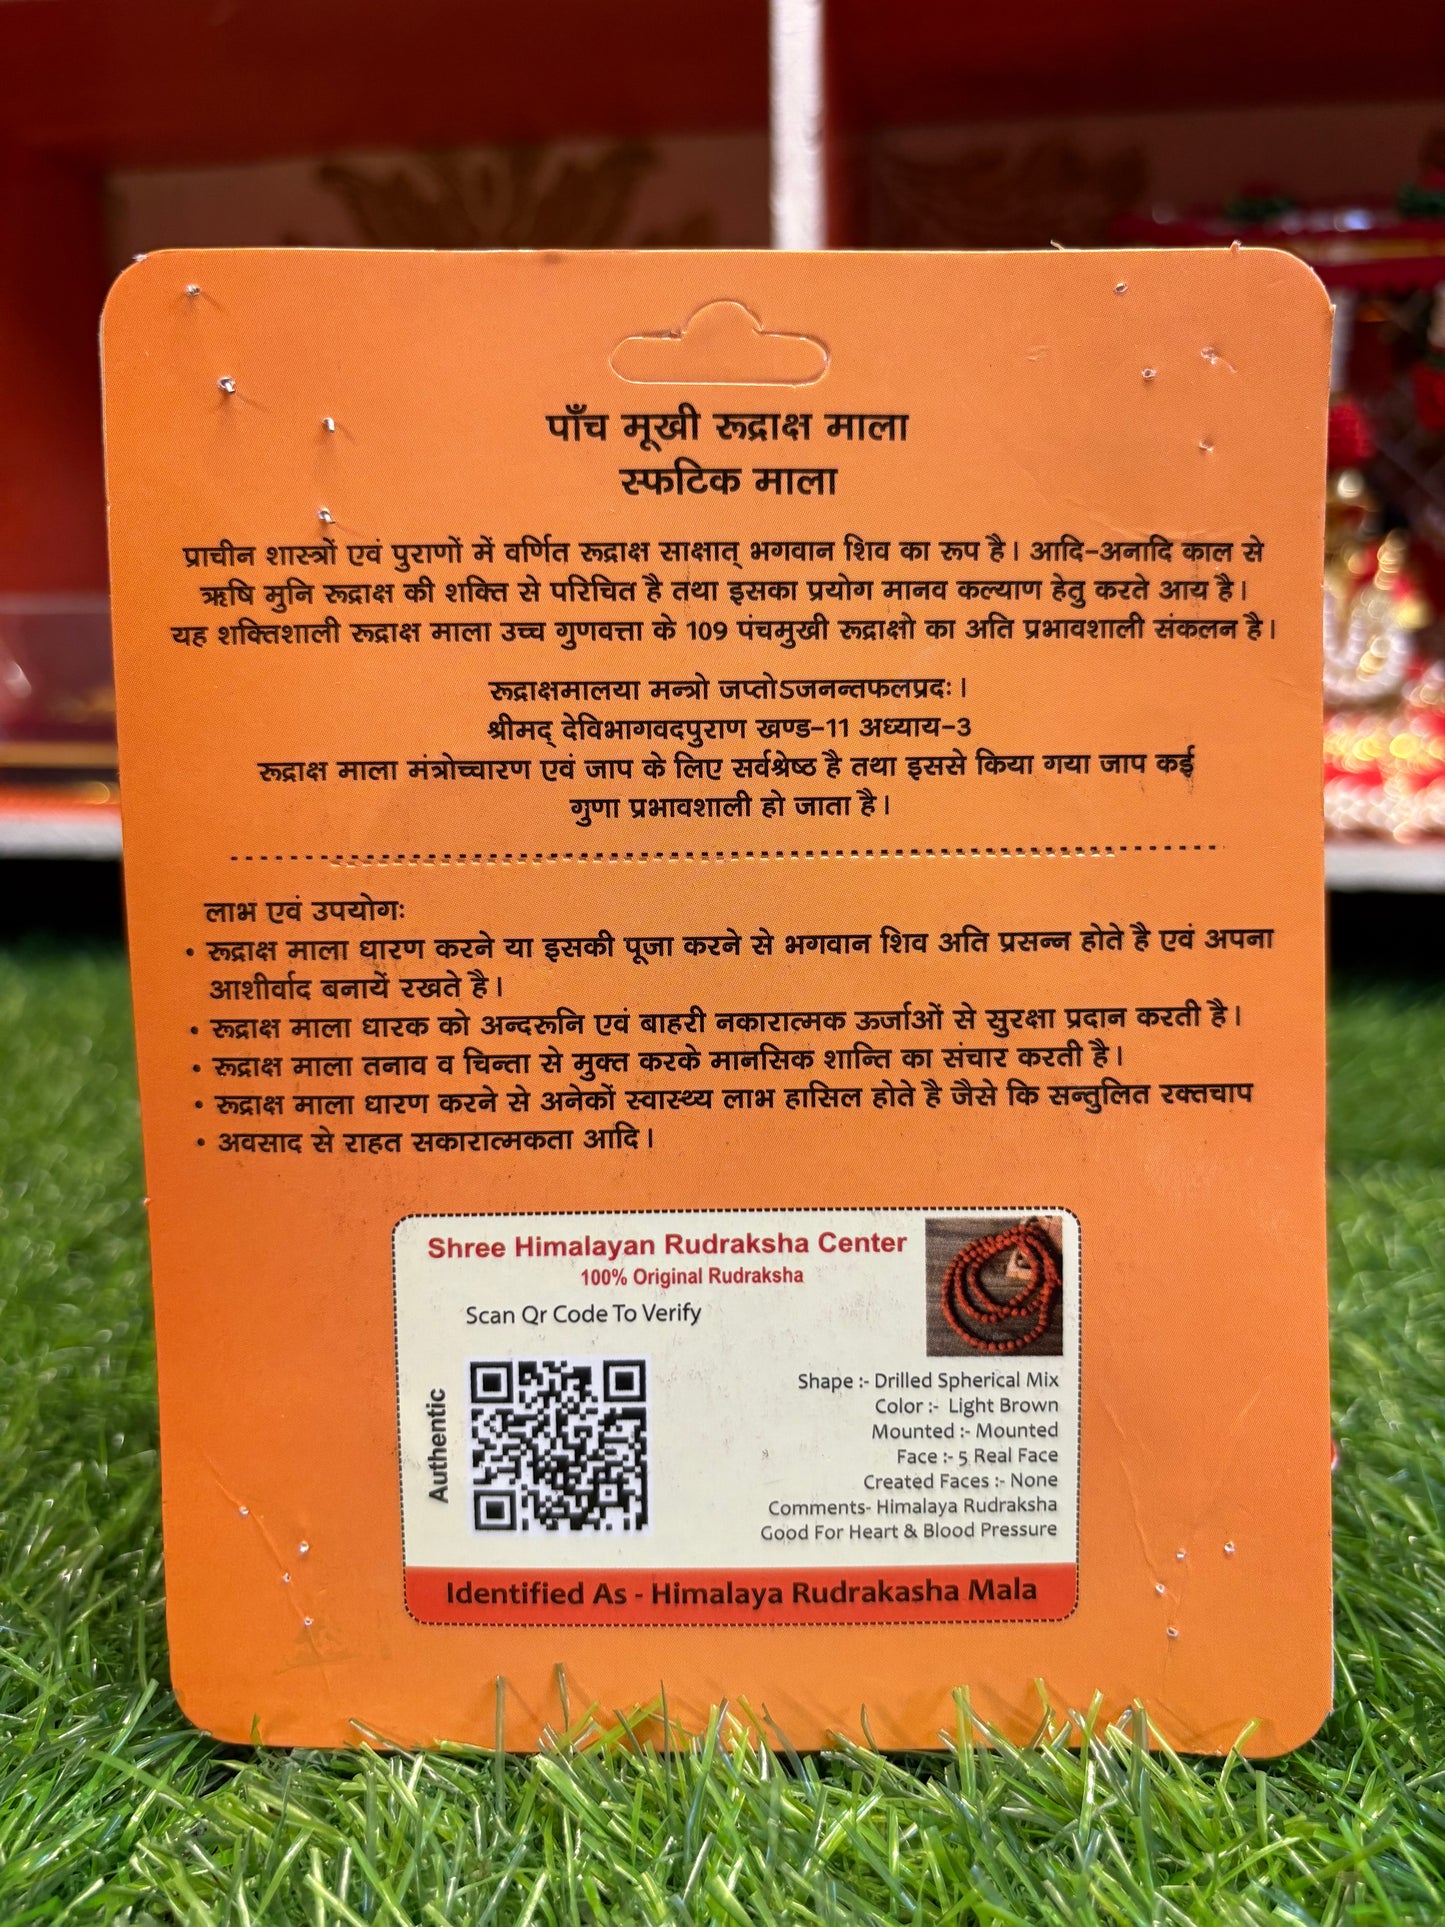 पाँच मूखी रूद्राक्ष माला
स्फटिक माला
प्राचीन शास्त्रों एवं पुराणों में वर्णित रूद्राक्ष साक्षात् भगवान शिव का रूप है। आदि-अनादि काल से
ऋषि मुनि रूद्राक्ष की शक्ति से परिचित है तथा इसका प्रयोग मानव कल्याण हेतु करते आय है।
यह शक्तिशाली रूद्राक्ष माला उच्च गुणवत्ता के 109 पंचमुखी रूद्राक्षो का अति प्रभावशाली संकलन है।
रूद्राक्षमालया मन्त्रो जप्तोऽजनन्तफलप्रदः।
श्रीमद् देविभागवदपुराण खण्ड-11 अध्याय-3
रूद्राक्ष माला मंत्रोच्चारण एवं जाप के लिए सर्वश्रेष्ठ है तथा इससे किया गया जाप कई
गुणा प्रभावशाली हो जाता है।
लाभ एवं उपयोगः
• रूद्राक्ष माला धारण करने या इसकी पूजा करने से भगवान शिव अति प्रसन्न होते है एवं अपना
आशीर्वाद बनायें रखते है।
• रूद्राक्ष माला धारक को अन्दरूनि एवं बाहरी नकारात्मक ऊर्जाओं से सुरक्षा प्रदान करती है।
• रूद्राक्ष माला तनाव व चिन्ता से मुक्त करके मानसिक शान्ति का संचार करती है।
• रूद्राक्ष माला धारण करने से अनेकों स्वास्थ्य लाभ हासिल होते है जैसे कि सन्तुलित रक्तचाप
• अवसाद से राहत सकारात्मकता आदि।
Shree Himalayan Rudraksha Center
100% Original Rudraksha
Scan Qr Code To Verify
Authentic
Shape :- Drilled Spherical Mix
Color :- Light Brown
Mounted :- Mounted
Face :- 5 Real Face
Created Faces :- None
Comments- Himalaya Rudraksha
Good For Heart & Blood Pressure
Identified As - Himalaya Rudrakasha Mala